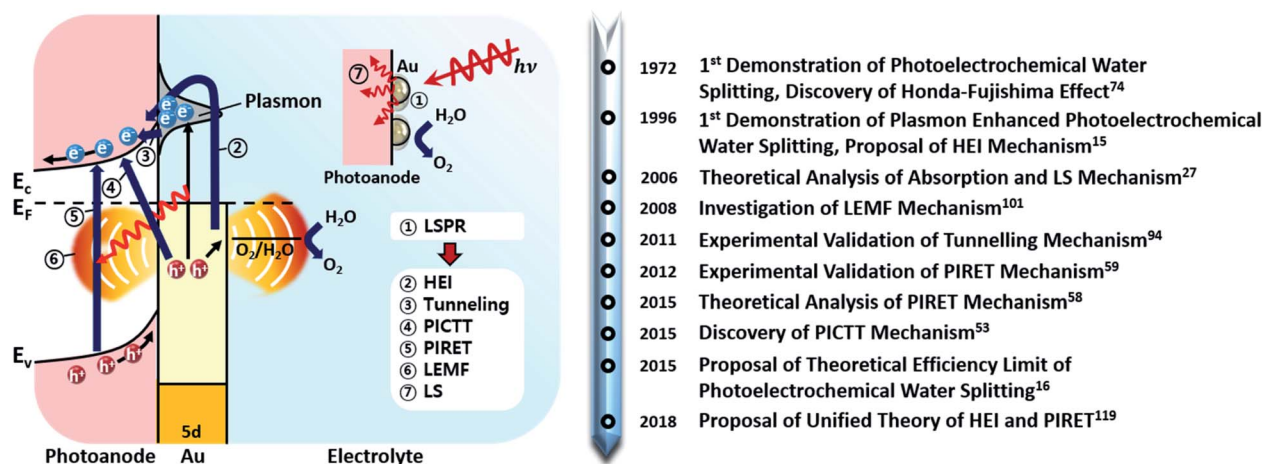 Plasmon
e⁻
e⁻
e⁻
e⁻
e⁻
e⁻
③
②
④
E_c
E_F
⑤
⑥
h⁺
h⁺
E_v
h⁺
h⁺
h⁺
O₂/H₂O
H₂O
O₂
5d
Photoanode
Au
Electrolyte
⑦
Au
hν
①
H₂O
O₂
Photoanode
① LSPR
② HEI
③ Tunneling
④ PICTT
⑤ PIRET
⑥ LEMF
⑦ LS
1972 1st Demonstration of Photoelectrochemical Water
Splitting, Discovery of Honda-Fujishima Effect74
1996 1st Demonstration of Plasmon Enhanced Photoelectrochemical
Water Splitting, Proposal of HEI Mechanism15
2006 Theoretical Analysis of Absorption and LS Mechanism27
2008 Investigation of LEMF Mechanism101
2011 Experimental Validation of Tunnelling Mechanism94
2012 Experimental Validation of PIRET Mechanism59
2015 Theoretical Analysis of PIRET Mechanism58
2015 Discovery of PICTT Mechanism53
2015 Proposal of Theoretical Efficiency Limit of
Photoelectrochemical Water Splitting16
2018 Proposal of Unified Theory of HEI and PIRET119